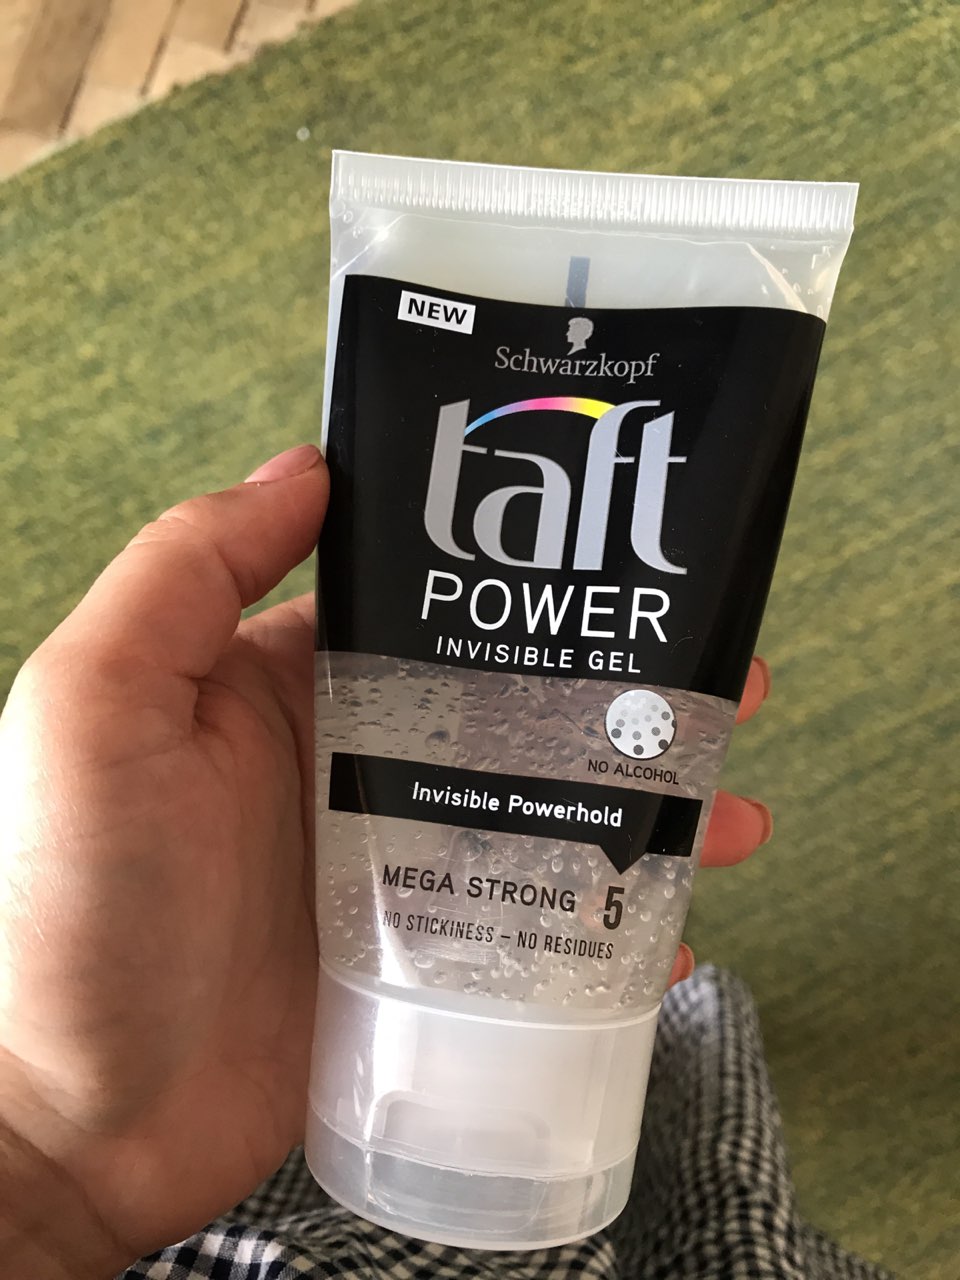 NEW
Schwarzkopf
taft
POWER
INVISIBLE GEL
NO ALCOHOL
Invisible Powerhold
MEGA STRONG 5
NO STICKINESS – NO RESIDUES